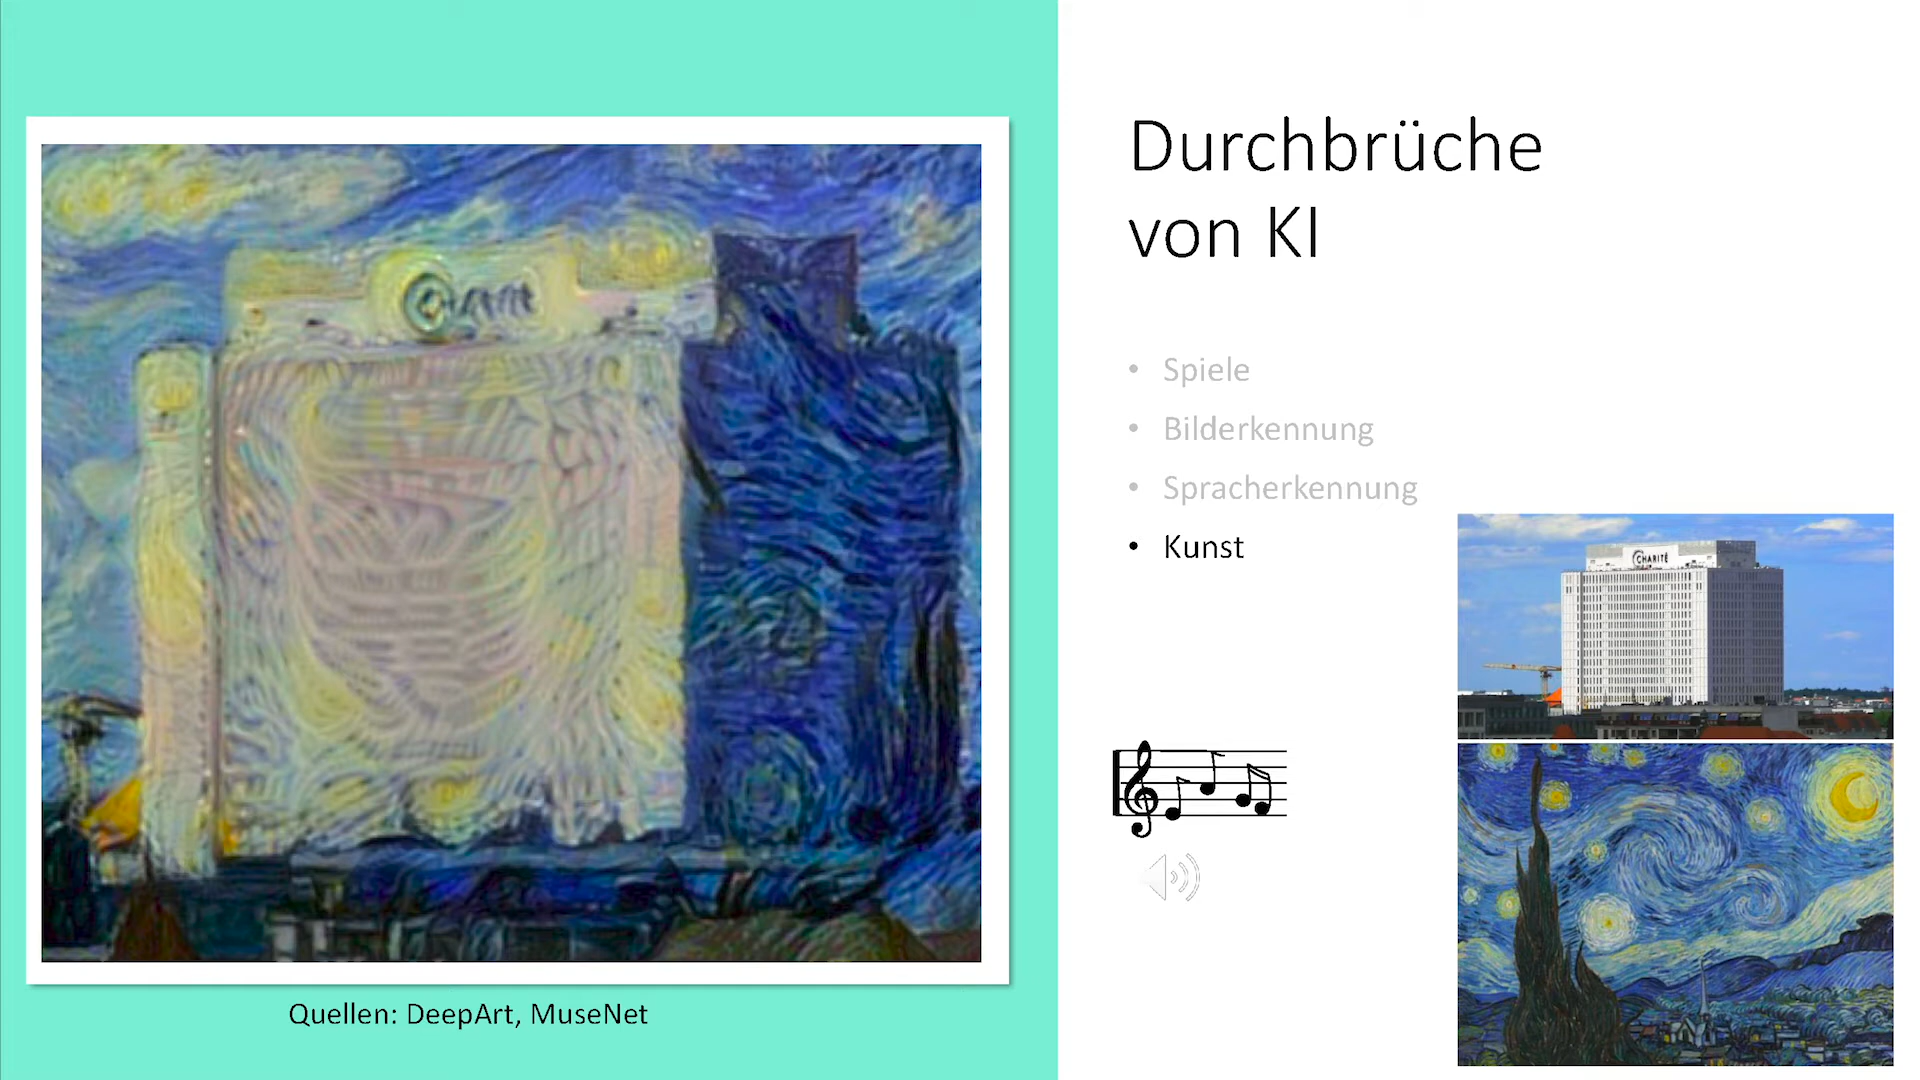 Durchbrüche
von KI
• Spiele
• Bilderkennung
• Spracherkennung
• Kunst
CHARITÉ
Quellen: DeepArt, MuseNet